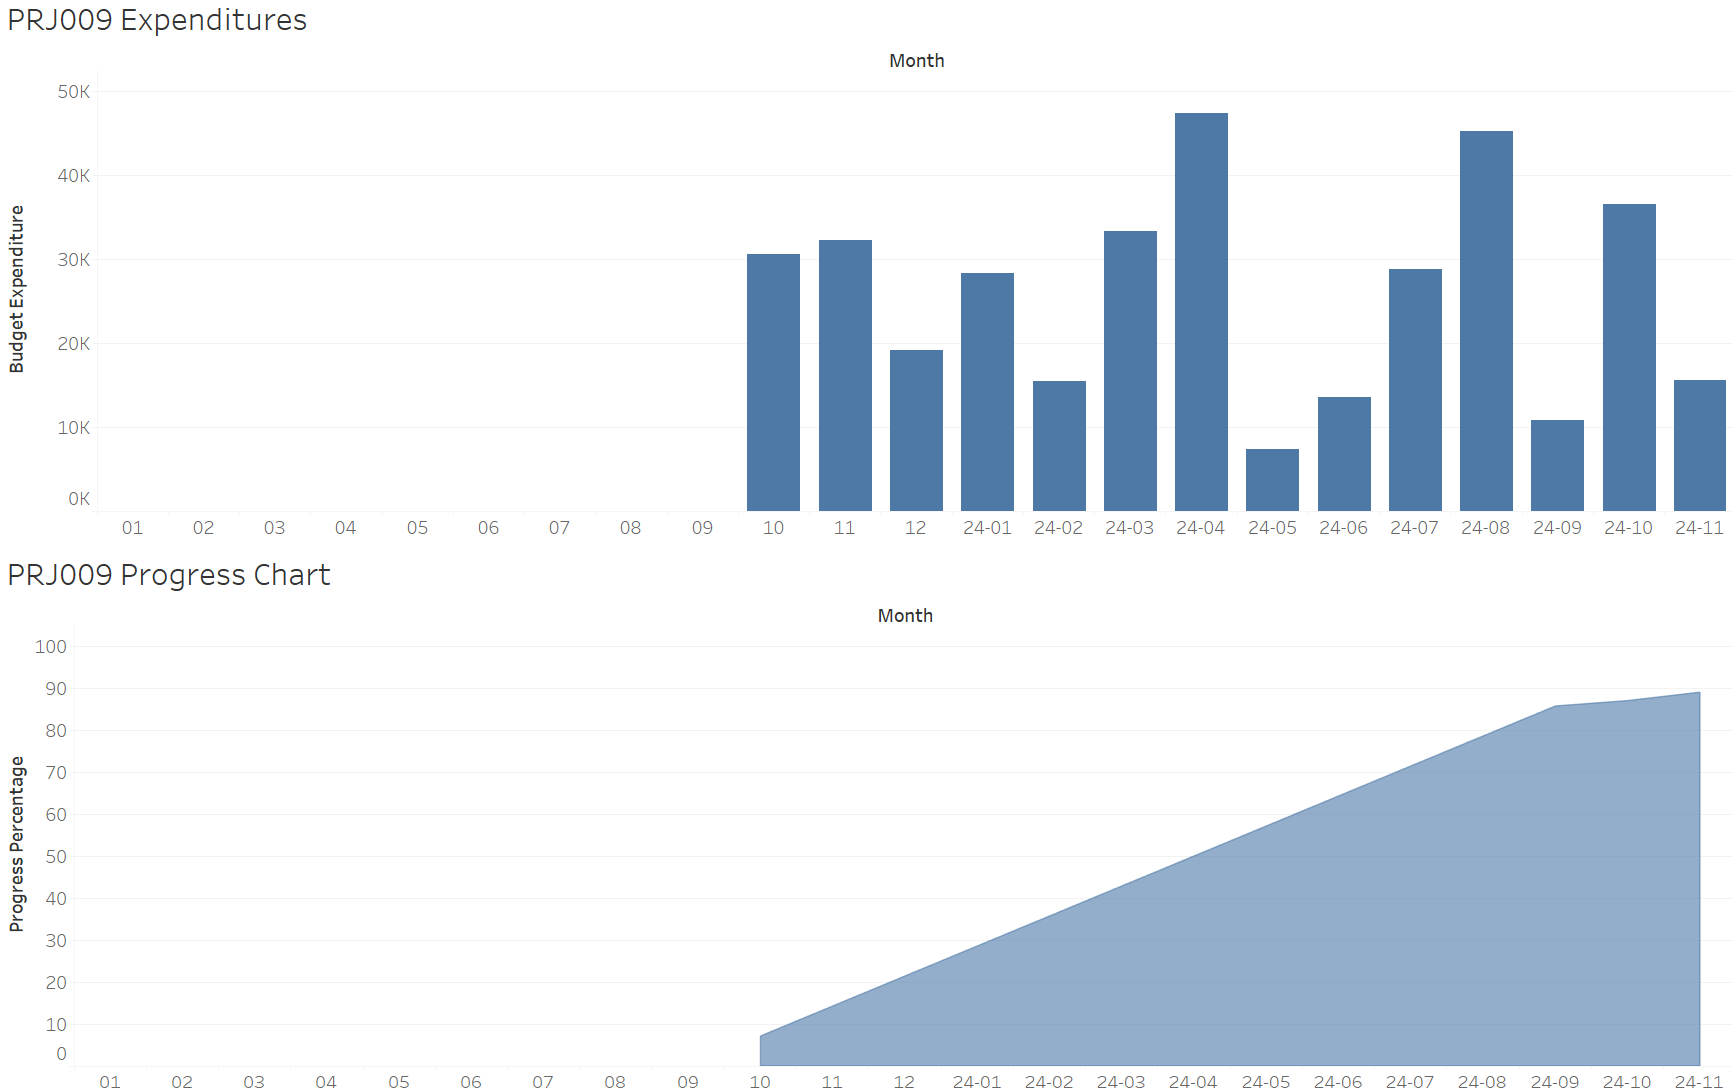 PRJ009 Expenditures
Month
50K
40K
30K
20K
10K
0K
Budget Expenditure
01 02 03 04 05 06 07 08 09 10 11 12 24-01 24-02 24-03 24-04 24-05 24-06 24-07 24-08 24-09 24-10 24-11
PRJ009 Progress Chart
Month
100
90
80
70
60
50
40
30
20
10
0
Progress Percentage
01 02 03 04 05 06 07 08 09 10 11 12 24-01 24-02 24-03 24-04 24-05 24-06 24-07 24-08 24-09 24-10 24-11